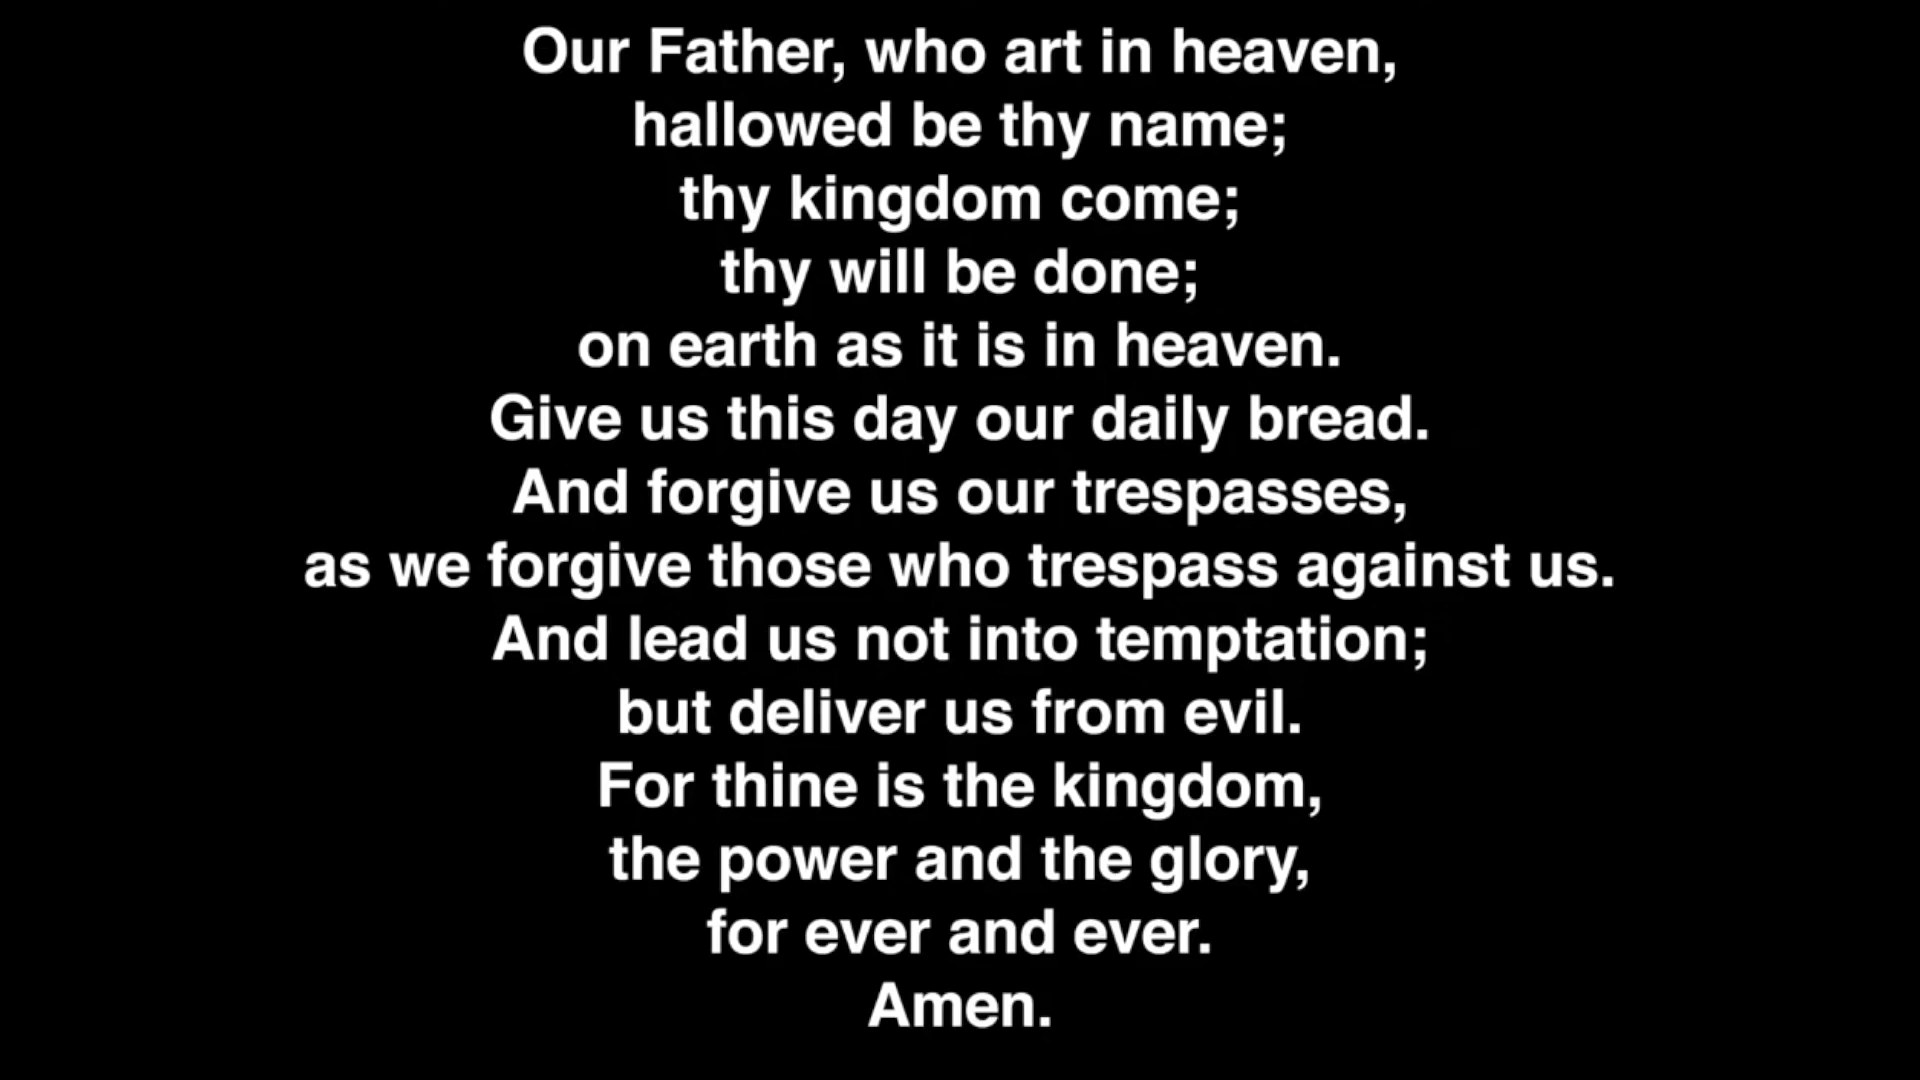 Our Father, who art in heaven,
hallowed be thy name;
thy kingdom come;
thy will be done;
on earth as it is in heaven.
Give us this day our daily bread.
And forgive us our trespasses,
as we forgive those who trespass against us.
And lead us not into temptation;
but deliver us from evil.
For thine is the kingdom,
the power and the glory,
for ever and ever.
Amen.